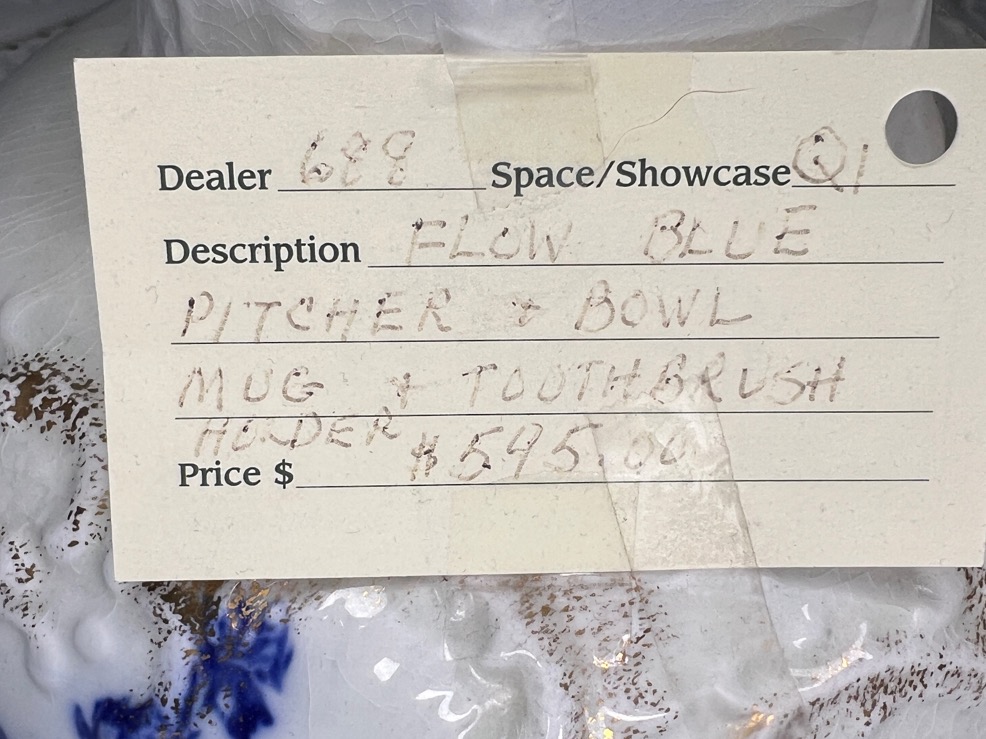 Dealer 688 Space/Showcase Q1
Description FLOW BLUE
PITCHER + BOWL
MUG + TOOTHBRUSH
HOLDER
Price $ $595.00